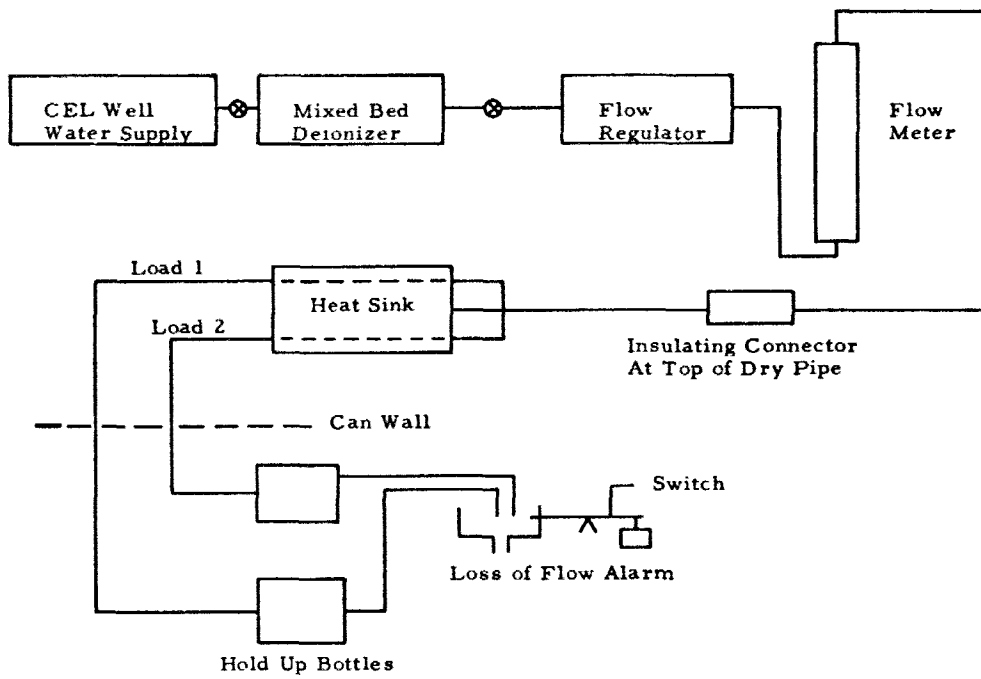 CEL Well
Water Supply
Mixed Bed
Deionizer
Flow
Regulator
Flow
Meter
Load 1
Heat Sink
Load 2
Insulating Connector
At Top of Dry Pipe
Can Wall
Switch
Loss of Flow Alarm
Hold Up Bottles